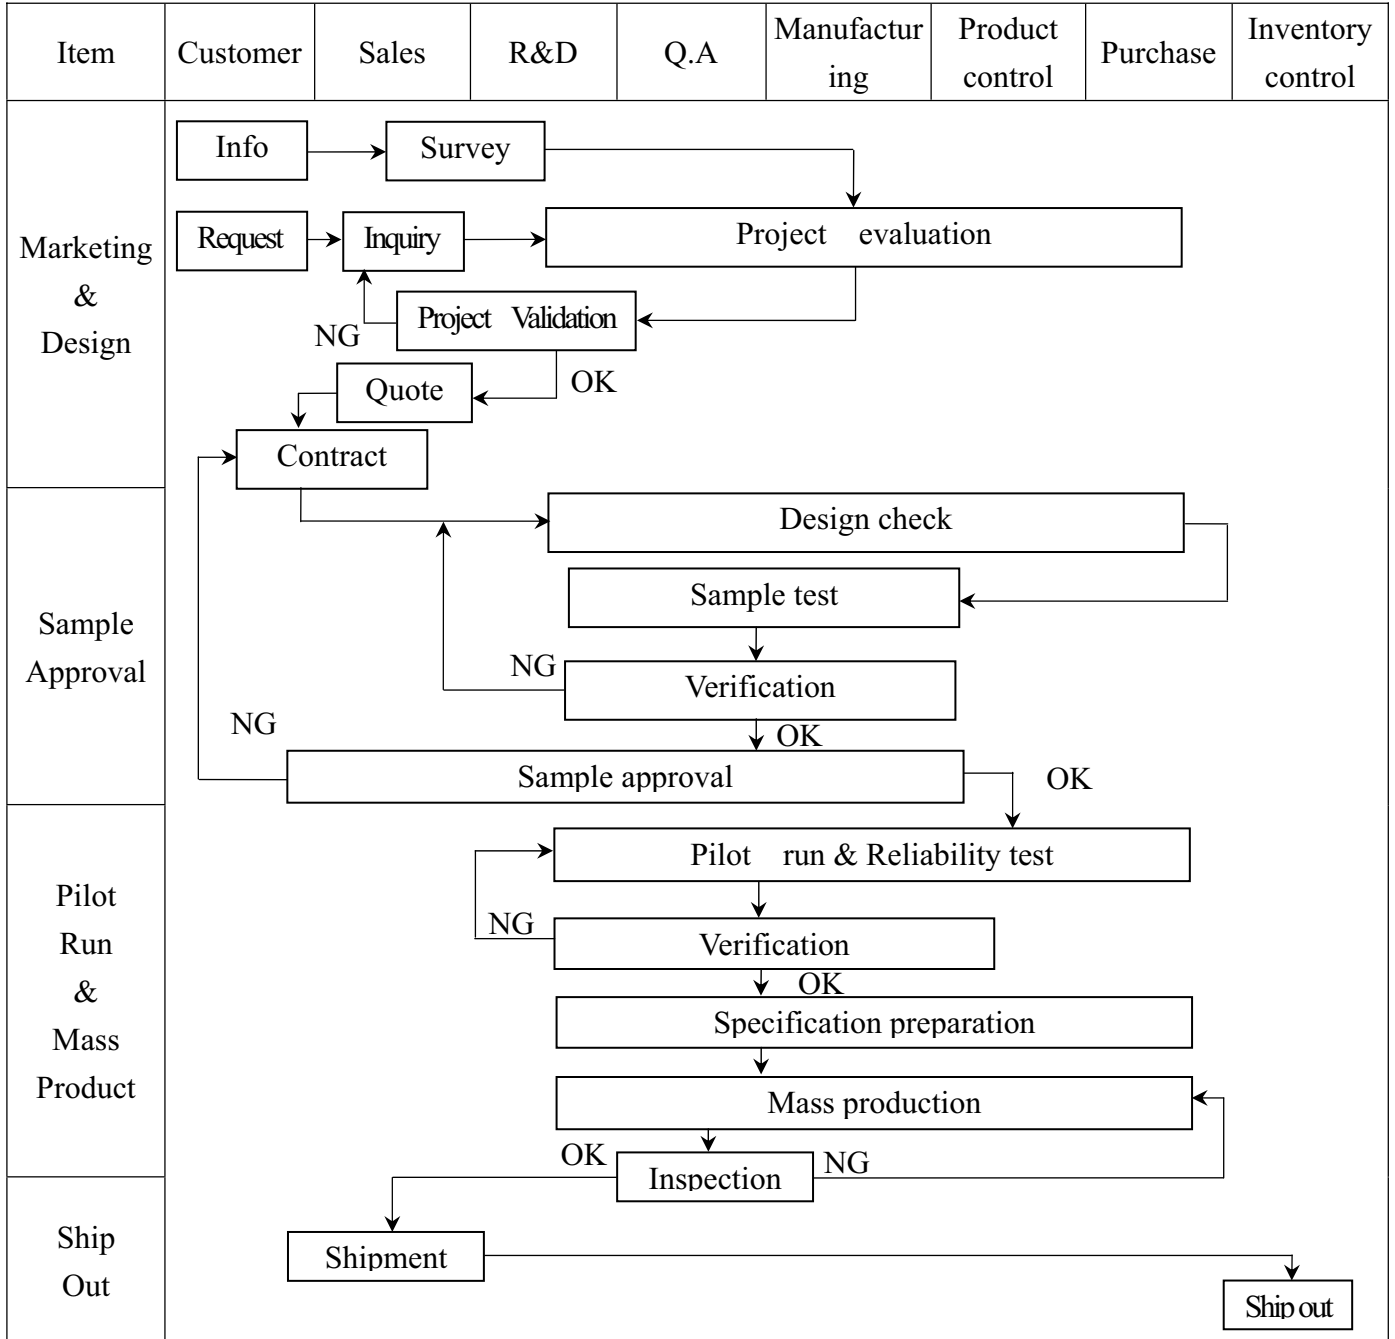 Item
Customer
Sales
R&D
Q.A
Manufactur
ing
Product
control
Purchase
Inventory
control
Marketing
&
Design
Info
Survey
Request
Inquiry
Project evaluation
NG
Project Validation
Quote
OK
Contract
Sample
Approval
Design check
Sample test
NG
Verification
NG
OK
Sample approval
OK
Pilot
Run
&
Mass
Product
Pilot run & Reliability test
NG
Verification
OK
Specification preparation
Mass production
OK
Inspection
NG
Ship
Out
Shipment
Ship out